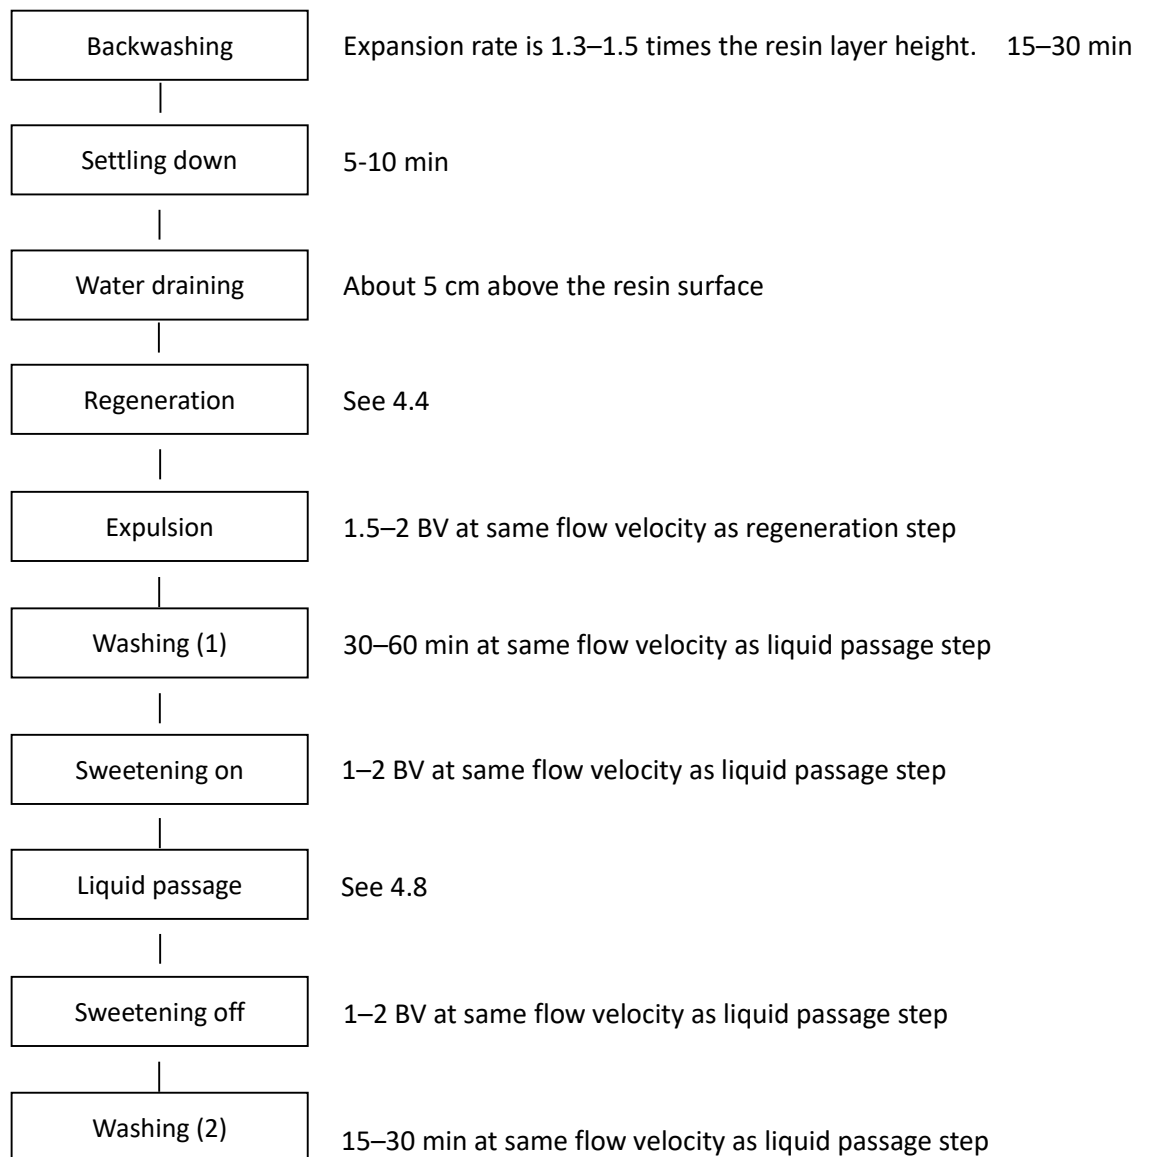 Backwashing Expansion rate is 1.3–1.5 times the resin layer height. 15–30 min
Settling down 5-10 min
Water draining About 5 cm above the resin surface
Regeneration See 4.4
Expulsion 1.5–2 BV at same flow velocity as regeneration step
Washing (1) 30–60 min at same flow velocity as liquid passage step
Sweetening on 1–2 BV at same flow velocity as liquid passage step
Liquid passage See 4.8
Sweetening off 1–2 BV at same flow velocity as liquid passage step
Washing (2) 15–30 min at same flow velocity as liquid passage step